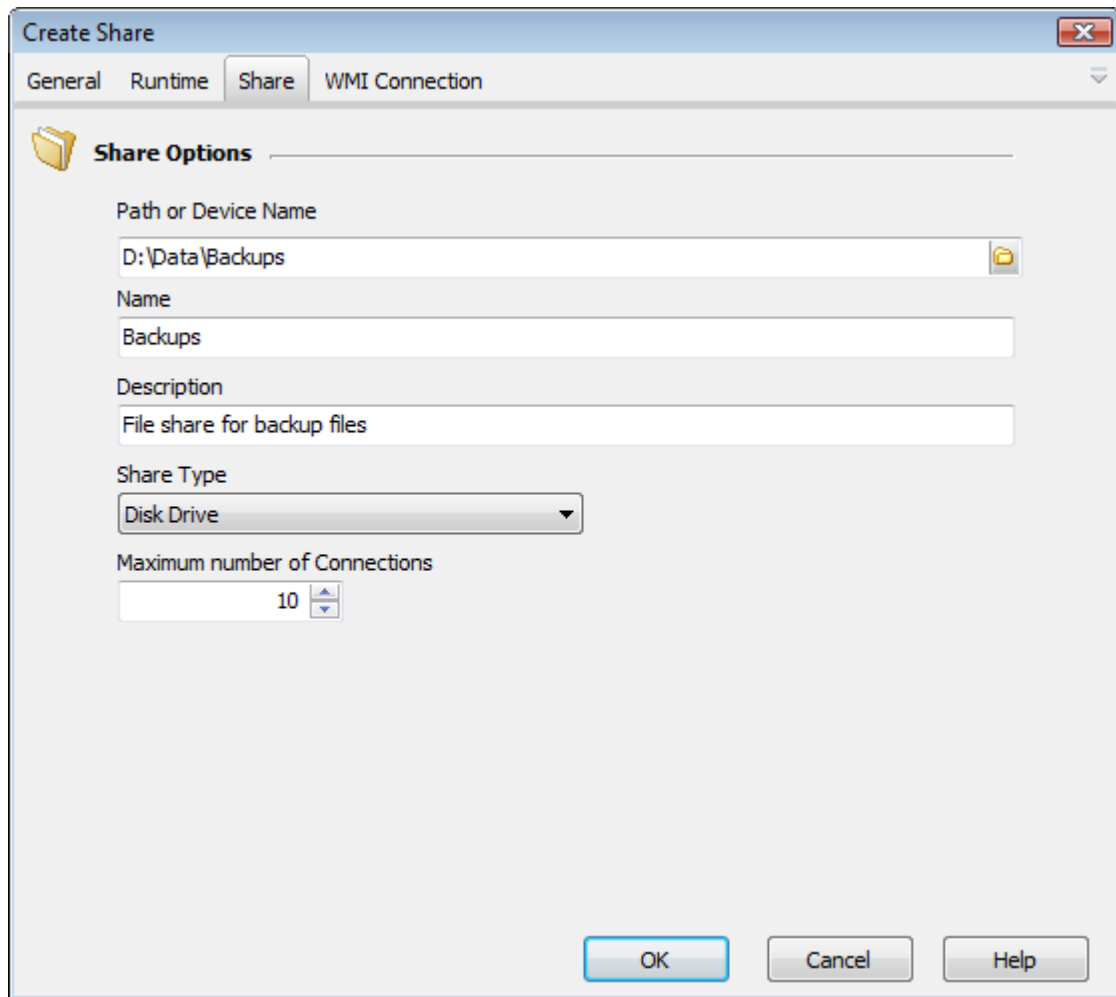 Create Share
General Runtime Share WMI Connection
Share Options
Path or Device Name
D:\Data\Backups
Name
Backups
Description
File share for backup files
Share Type
Disk Drive
Maximum number of Connections
10
OK Cancel Help